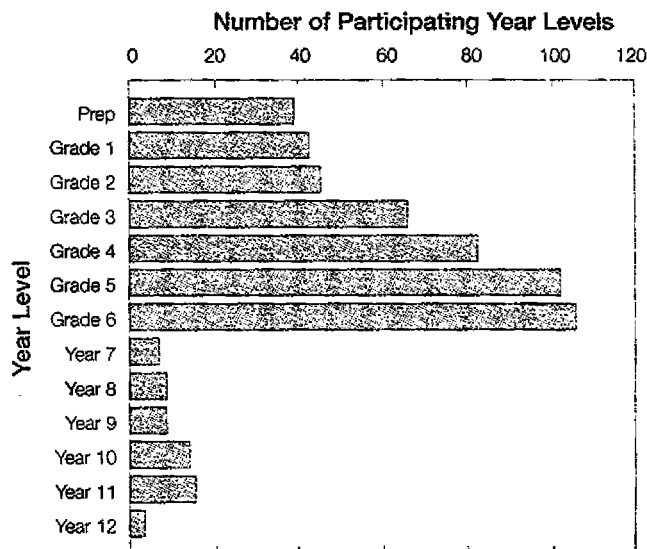 Number of Participating Year Levels
0 20 40 60 80 100 120
Year Level
Prep
Grade 1
Grade 2
Grade 3
Grade 4
Grade 5
Grade 6
Year 7
Year 8
Year 9
Year 10
Year 11
Year 12